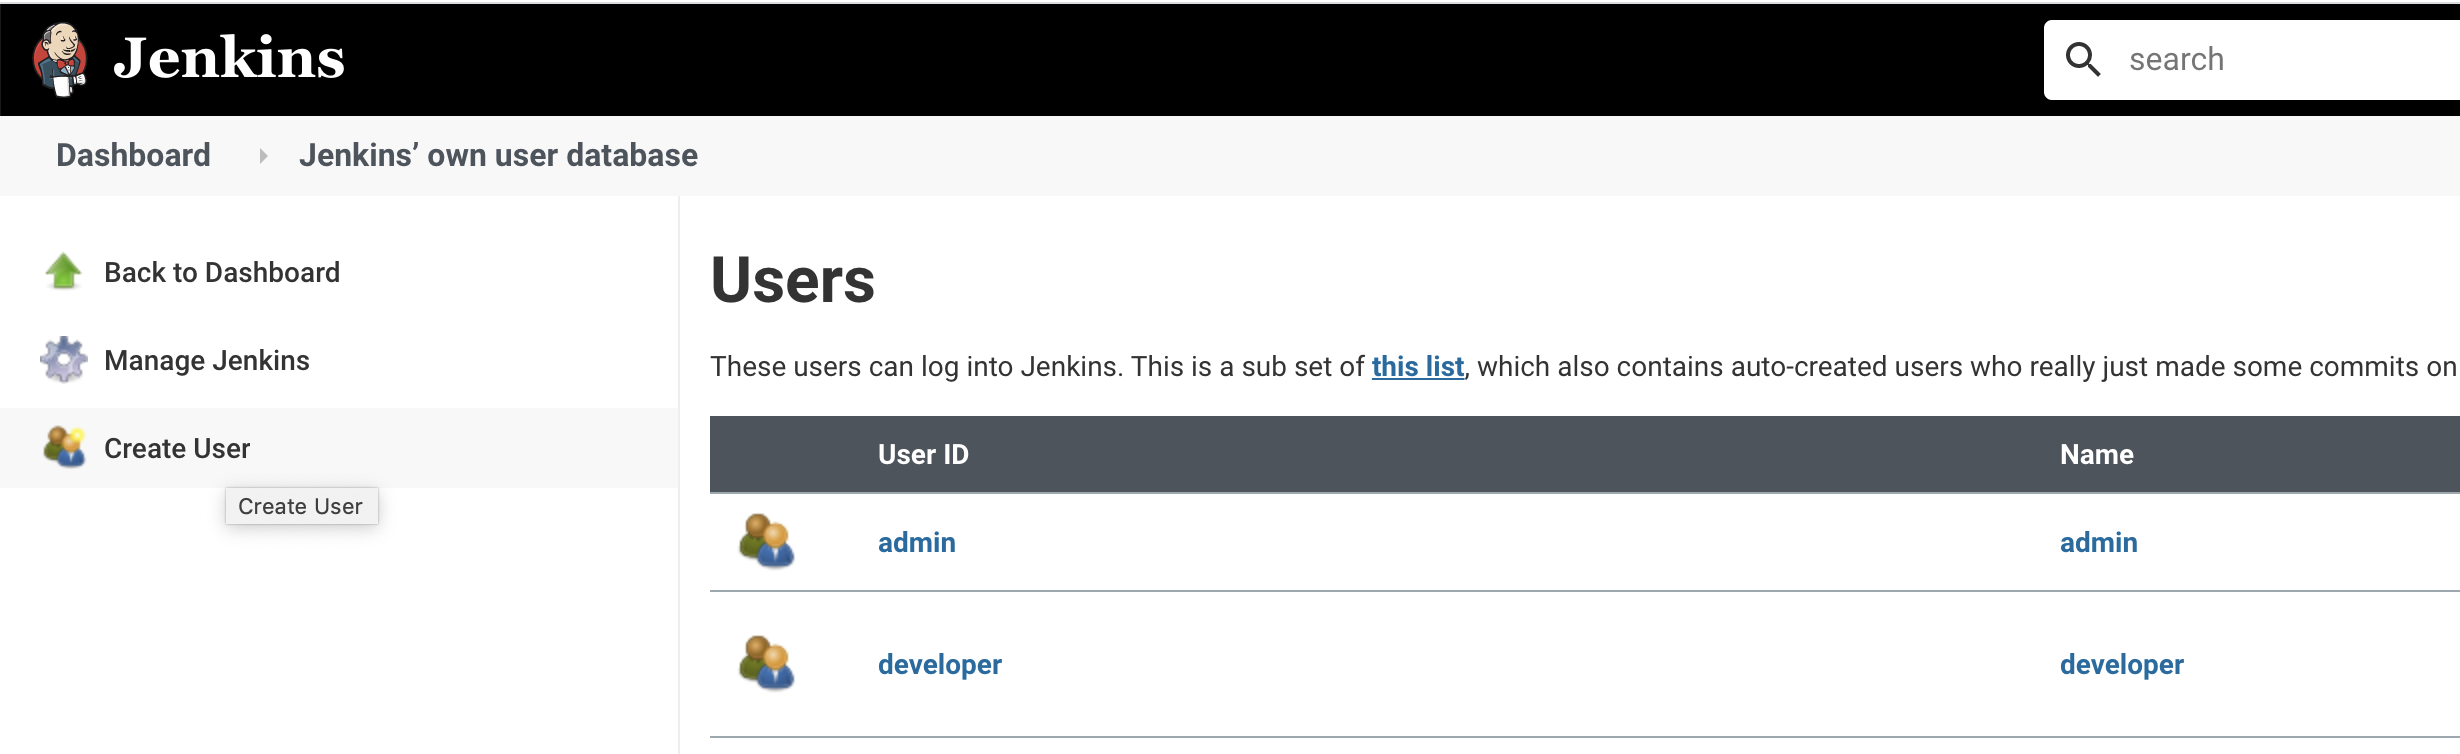 Jenkins
search
Dashboard
Jenkins’ own user database
Back to Dashboard
Manage Jenkins
Create User
Create User
Users
These users can log into Jenkins. This is a sub set of this list, which also contains auto-created users who really just made some commits on
User ID Name
admin admin
developer developer